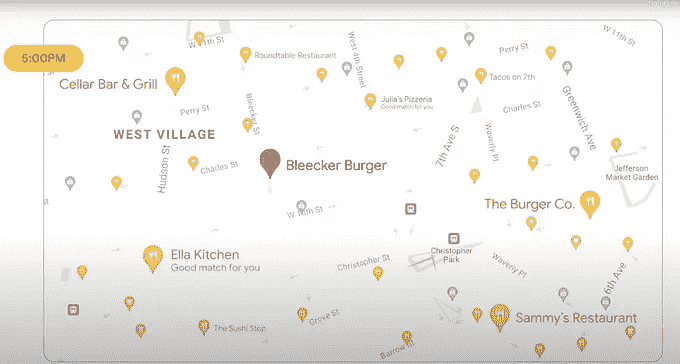 W 11th St
W 11th St
5:00PM
Roundtable Restaurant
West 4th Street
Perry St
Cellar Bar & Grill
Tacos on 7th
Julia's Pizzeria
Good match for you
Charles St
Greenwich Ave
Perry St
Bleecker St
WEST VILLAGE
7th Ave S
Waverly Pl
Hudson St
Charles St
Bleecker Burger
Jefferson
Market Garden
W 10th St
The Burger Co.
Ella Kitchen
Good match for you
Christopher
Park
Christopher St
Waverly Pl
6th Ave
Grove St
Sammy's Restaurant
The Sushi Stop
Barrow St